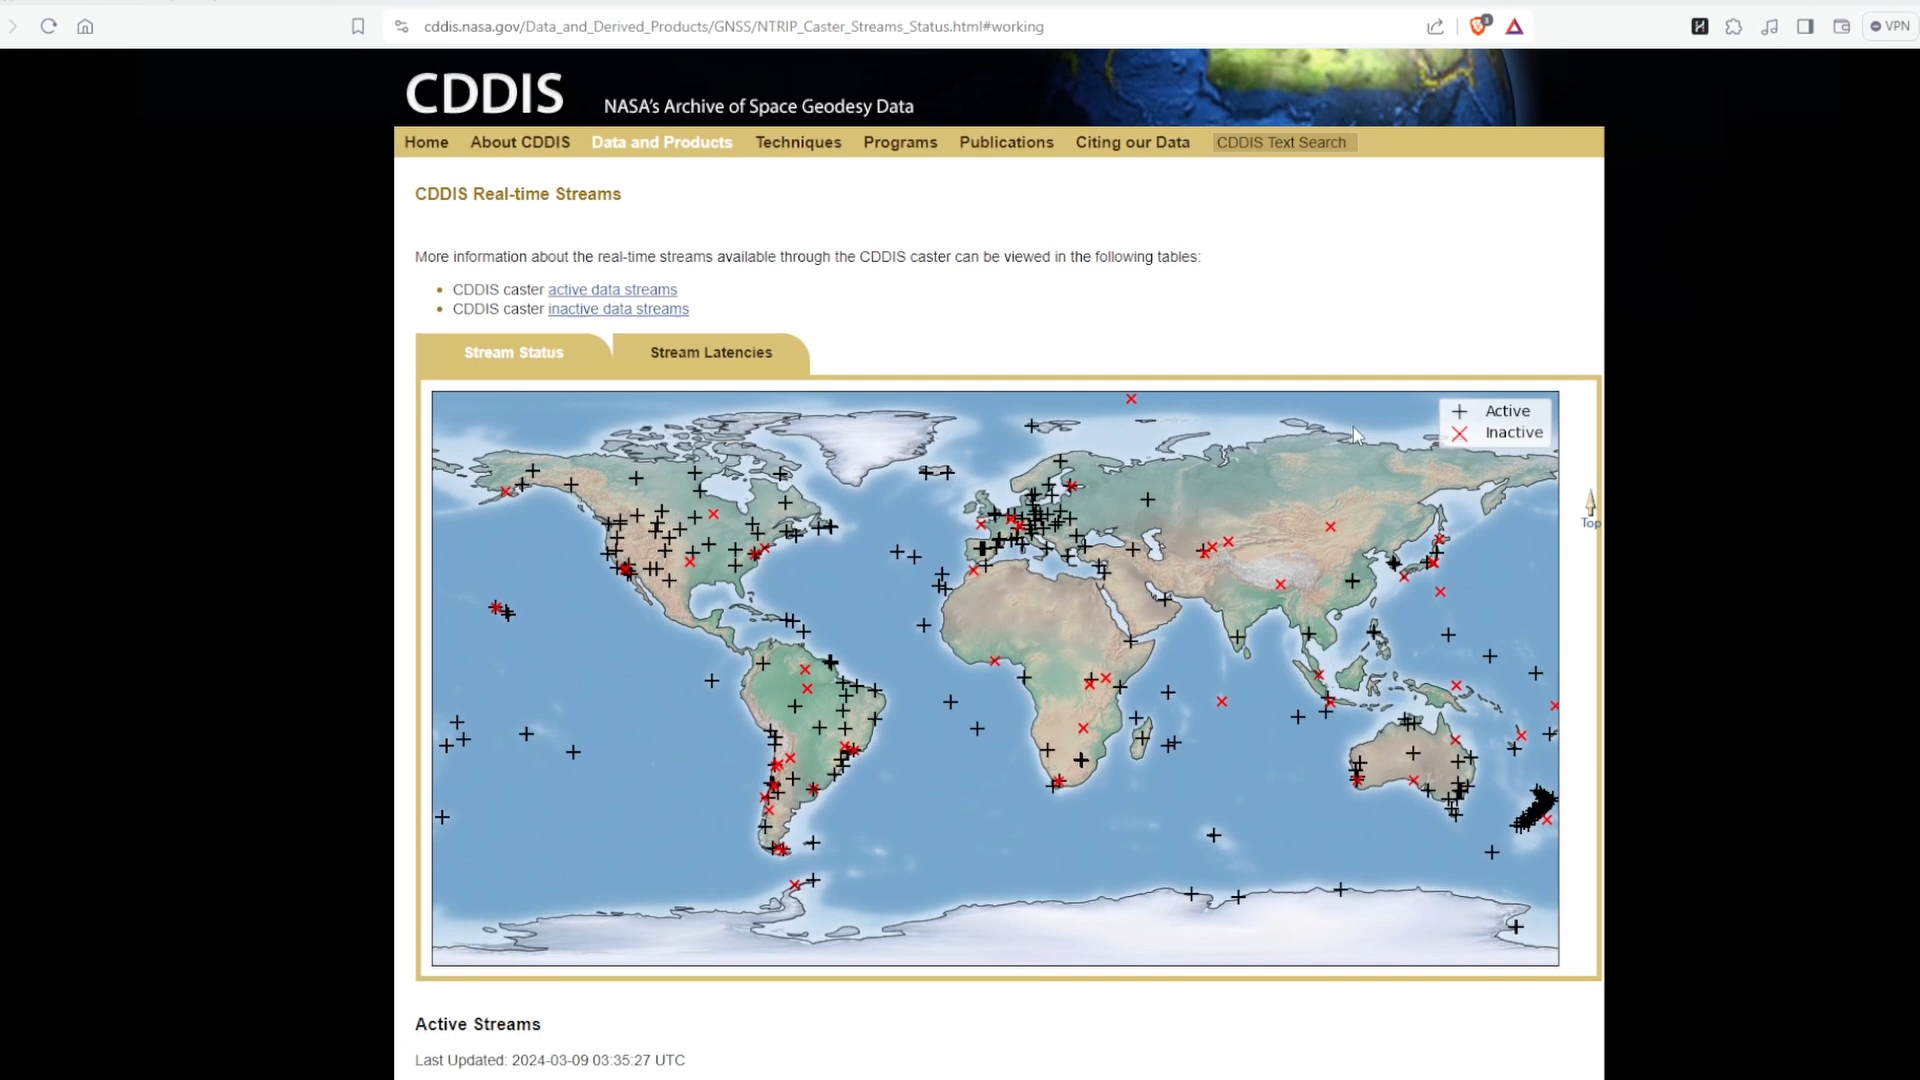 cddis.nasa.gov/Data_and_Derived_Products/GNSS/NTRIP_Caster_Streams_Status.html#working
VPN
CDDIS NASA's Archive of Space Geodesy Data
Home About CDDIS Data and Products Techniques Programs Publications Citing our Data CDDIS Text Search
CDDIS Real-time Streams
More information about the real-time streams available through the CDDIS caster can be viewed in the following tables:
CDDIS caster active data streams
CDDIS caster inactive data streams
Stream Status Stream Latencies
Active
Inactive
Top
Active Streams
Last Updated: 2024-03-09 03:35:27 UTC